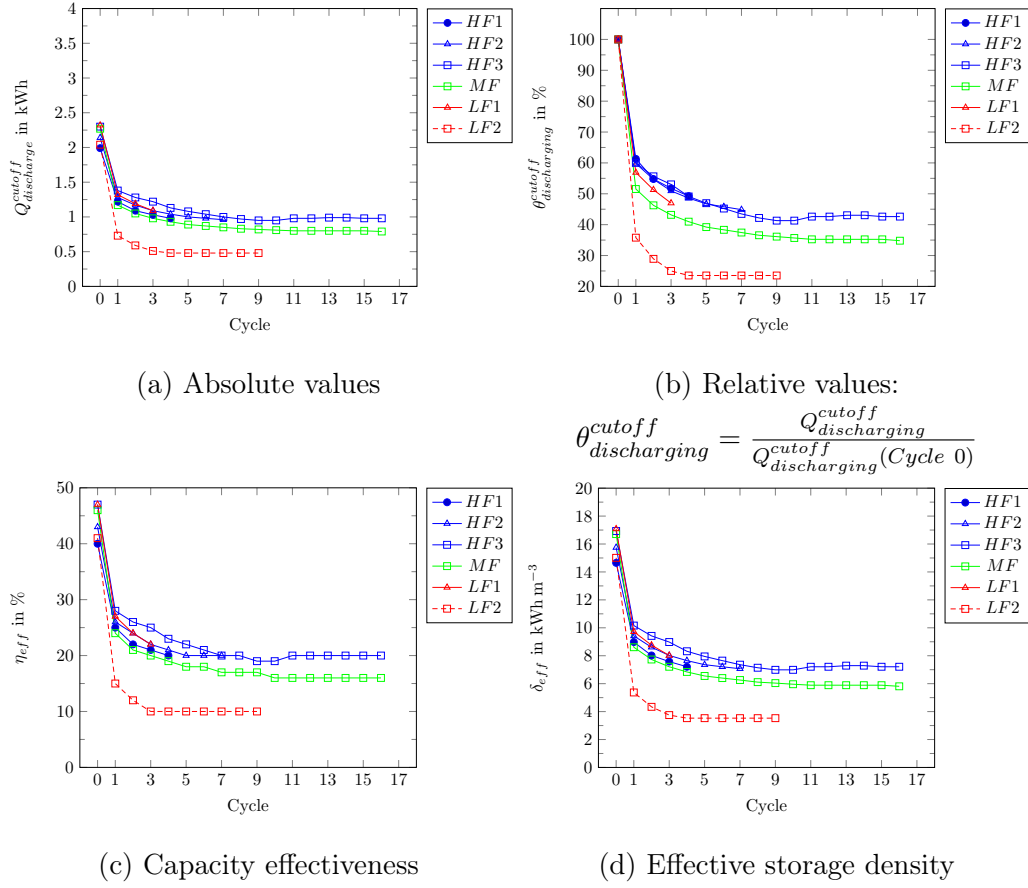 4
3.5
3
2.5
2
1.5
1
0.5
0
0 1 3 5 7 9 11 13 15 17
Cycle
Q_{discharge}^{cutoff} in kWh
HF1
HF2
HF3
MF
LF1
LF2
(a) Absolute values
100
90
80
70
60
50
40
30
20
0 1 3 5 7 9 11 13 15 17
Cycle
θ_{discharging}^{cutoff} in %
HF1
HF2
HF3
MF
LF1
LF2
(b) Relative values:
θ_{discharging}^{cutoff} = \frac{Q_{discharging}^{cutoff}}{Q_{discharging}^{cutoff}(Cycle 0)}
50
40
30
20
10
0
0 1 3 5 7 9 11 13 15 17
Cycle
η_{eff} in %
HF1
HF2
HF3
MF
LF1
LF2
(c) Capacity effectiveness
20
18
16
14
12
10
8
6
4
2
0
0 1 3 5 7 9 11 13 15 17
Cycle
δ_{eff} in kWh m⁻³
HF1
HF2
HF3
MF
LF1
LF2
(d) Effective storage density